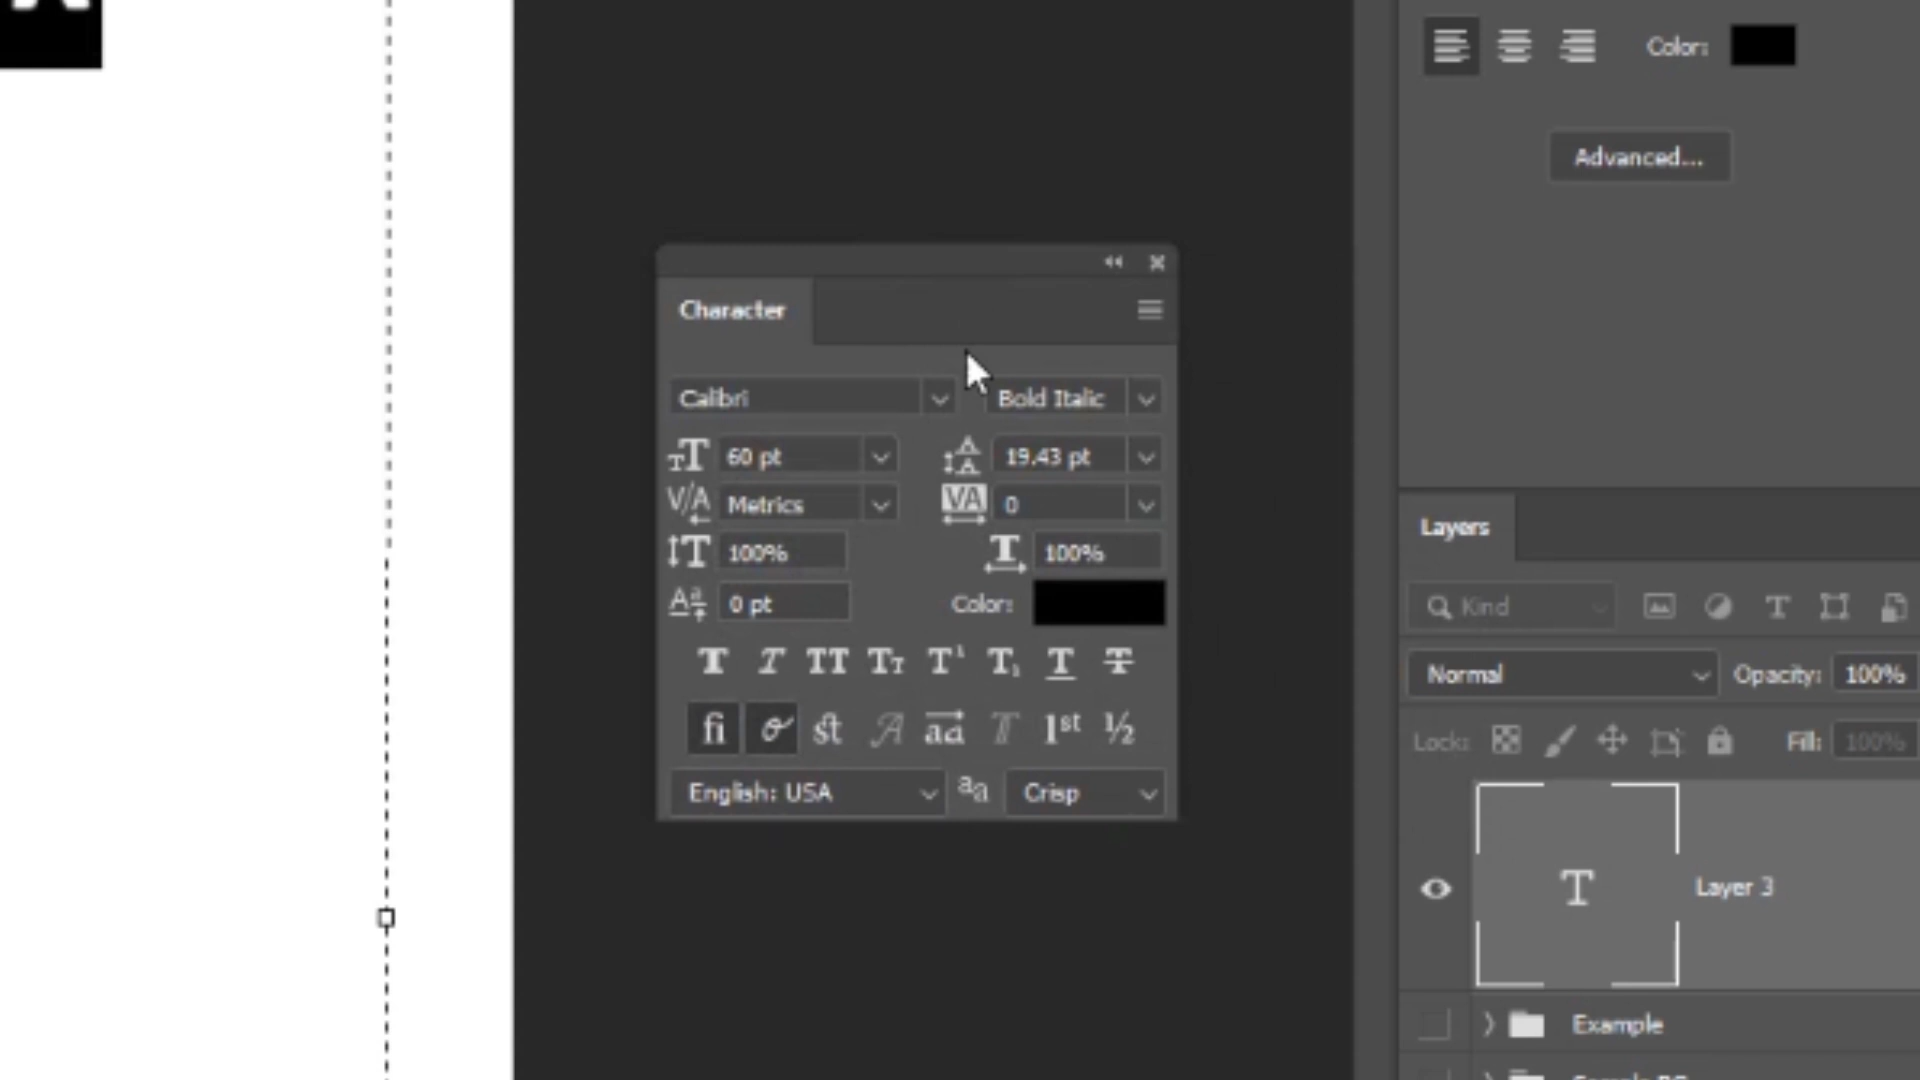 Color:
Advanced...
Character
Calibri Bold Italic
60 pt 19.43 pt
Metrics 0
100% 100%
0 pt Color:
English: USA Crisp
Layers
Kind
Normal Opacity: 100%
Lock: Fill: 100%
Layer 3
Example